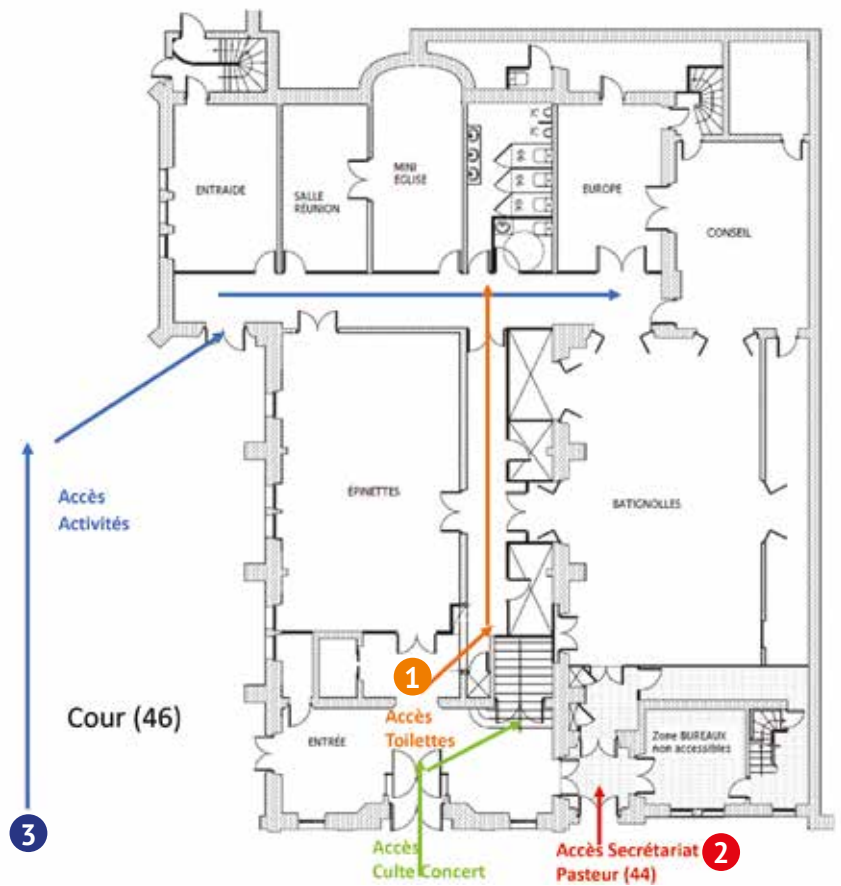 ENTRAIDE
SALLE
RÉUNION
MINI
EGLISE
EUROPE
CONSEIL
Accès
Activités
ÉPINETTES
BATIGNOLLES
1
Cour (46)
Accès
Toilettes
ENTRÉE
Zone BUREAUX
non accessibles
3
Accès
Culte Concert
Accès Secrétariat
Pasteur (44)
2